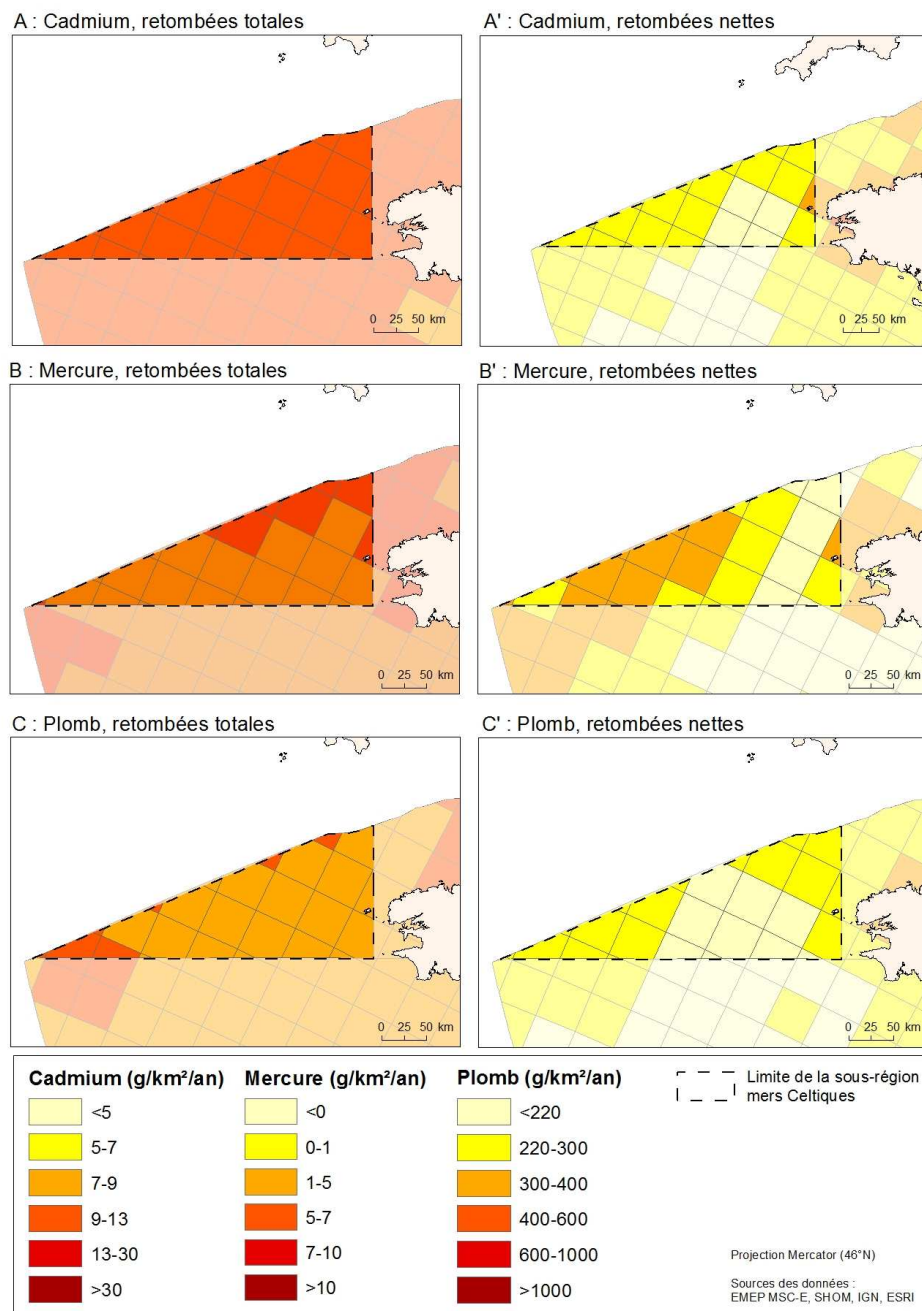 A : Cadmium, retombées totales
A' : Cadmium, retombées nettes
0 25 50 km
0 25 50 km
B : Mercure, retombées totales
B' : Mercure, retombées nettes
0 25 50 km
0 25 50 km
C : Plomb, retombées totales
C' : Plomb, retombées nettes
0 25 50 km
0 25 50 km
Cadmium (g/km²/an)
<5
5-7
7-9
9-13
13-30
>30
Mercure (g/km²/an)
<0
0-1
1-5
5-7
7-10
>10
Plomb (g/km²/an)
<220
220-300
300-400
400-600
600-1000
>1000
Limite de la sous-région
mers Celtiques
Projection Mercator (46°N)
Sources des données :
EMEP MSC-E, SHOM, IGN, ESRI